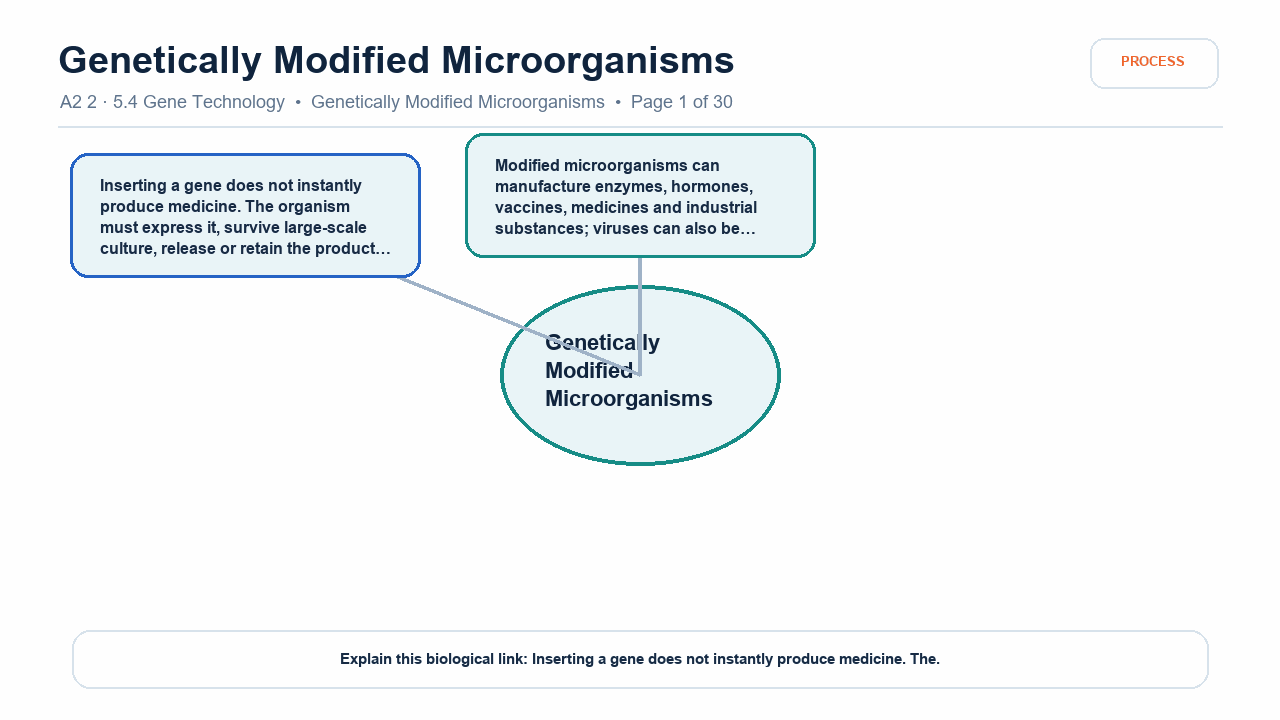 Genetically Modified Microorganisms
PROCESS
A2 2 · 5.4 Gene Technology • Genetically Modified Microorganisms • Page 1 of 30
Inserting a gene does not instantly
produce medicine. The organism
must express it, survive large-scale
culture, release or retain the product…
Modified microorganisms can
manufacture enzymes, hormones,
vaccines, medicines and industrial
substances; viruses can also be…
Genetically
Modified
Microorganisms
Explain this biological link: Inserting a gene does not instantly produce medicine. The.